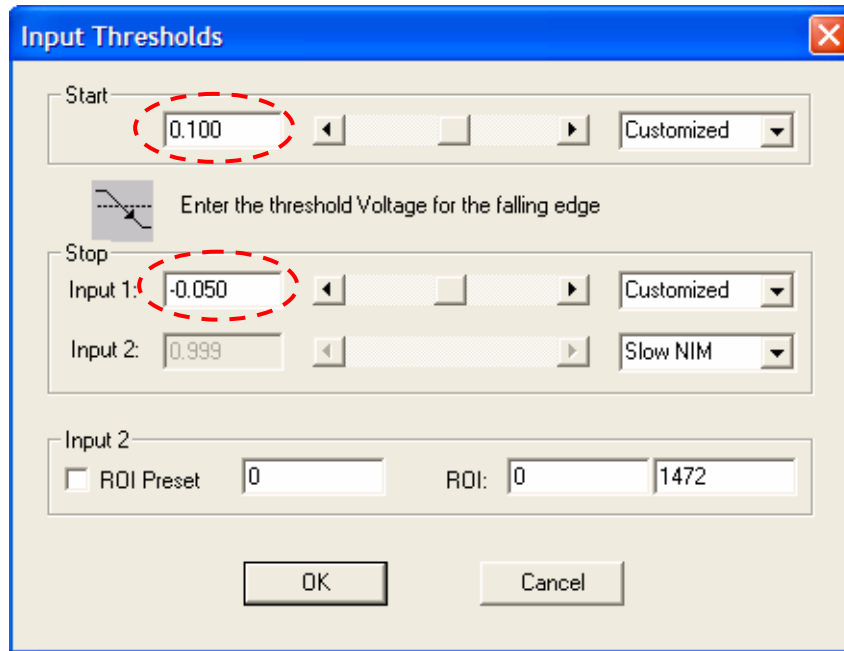 Input Thresholds
Start
0.100 Customized
Enter the threshold Voltage for the falling edge
Stop
Input 1: -0.050 Customized
Input 2: 0.999 Slow NIM
Input 2
ROI Preset 0 ROI: 0 1472
OK Cancel